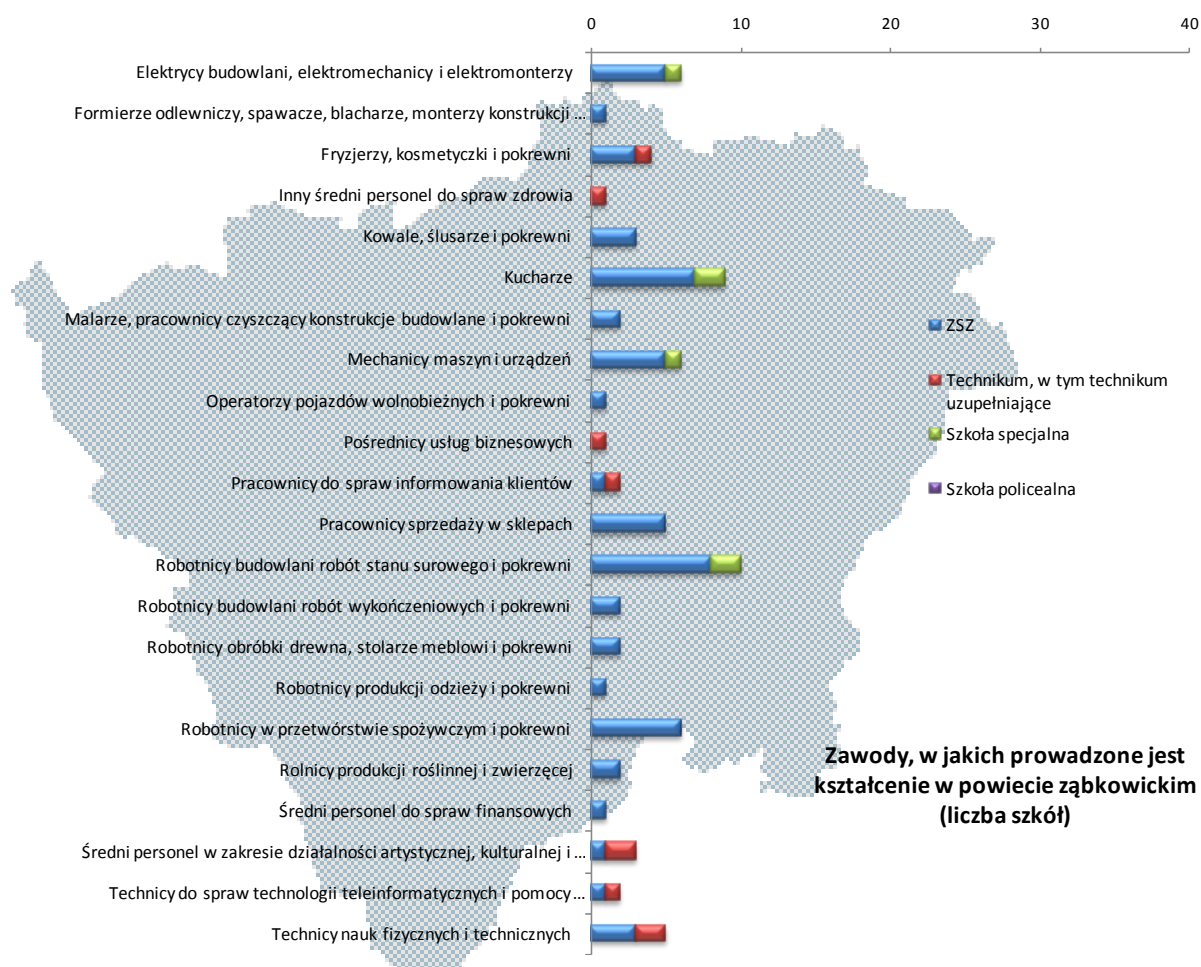 0 10 20 30 40
Elektrycy budowlani, elektromechanicy i elektromonterzy
Formierze odlewniczy, spawacze, blacharze, monterzy konstrukcji ...
Fryzjerzy, kosmetyczki i pokrewni
Inny średni personel do spraw zdrowia
Kowale, ślusarze i pokrewni
Kucharze
Malarze, pracownicy czyszczący konstrukcje budowlane i pokrewni
Mechanicy maszyn i urządzeń
Operatorzy pojazdów wolnobieżnych i pokrewni
Pośrednicy usług biznesowych
Pracownicy do spraw informowania klientów
Pracownicy sprzedaży w sklepach
Robotnicy budowlani robót stanu surowego i pokrewni
Robotnicy budowlani robót wykończeniowych i pokrewni
Robotnicy obróbki drewna, stolarze meblowi i pokrewni
Robotnicy produkcji odzieży i pokrewni
Robotnicy w przetwórstwie spożywczym i pokrewni
Rolnicy produkcji roślinnej i zwierzęcej
Średni personel do spraw finansowych
Średni personel w zakresie działalności artystycznej, kulturalnej i ...
Technicy do spraw technologii teleinformatycznych i pomocy ...
Technicy nauk fizycznych i technicznych
ZSZ
Technikum, w tym technikum
uzupełniające
Szkoła specjalna
Szkoła policealna
Zawody, w jakich prowadzone jest
kształcenie w powiecie ząbkowickim
(liczba szkół)